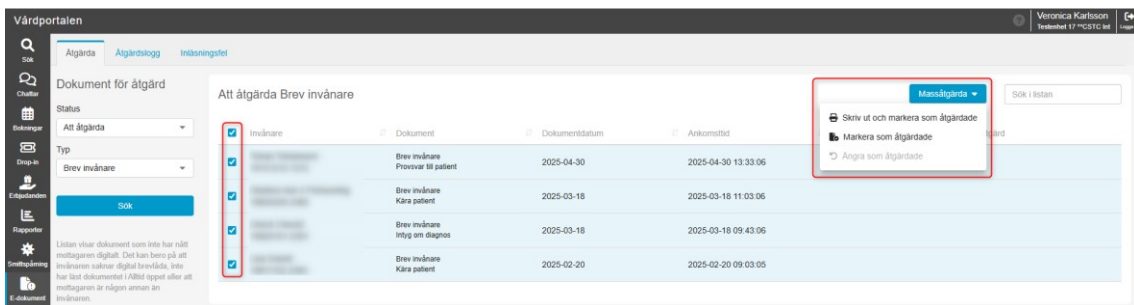 Vårdportalen
Veronica Karlsson
Testenhet 17 **CSTC Int
Sök
Chattar
Bokningar
Drop-in
Erbjudanden
Rapporter
Smittspårning
E-dokument
Åtgärda
Åtgärdslogg
Inläsningsfel
Dokument för åtgärd
Status
Att åtgärda
Typ
Brev invånare
Sök
Listan visar dokument som inte har nått
mottagaren digitalt. Det kan bero på att
invånaren saknar digital brevlåda, inte
har läst dokumentet i Alltid öppet eller att
mottagaren är någon annan än
invånaren.
Att åtgärda Brev invånare
Massåtgärda
Sök i listan
Skriv ut och markera som åtgärdade
Markera som åtgärdade
Ångra som åtgärdade
Invånare Dokument Dokumentdatum Ankomsttid
Brev invånare
Provsvar till patient
2025-04-30 2025-04-30 13:33:06
Brev invånare
Kära patient
2025-03-18 2025-03-18 11:03:06
Brev invånare
Intyg om diagnos
2025-03-18 2025-03-18 09:43:06
Brev invånare
Kära patient
2025-02-20 2025-02-20 09:03:05